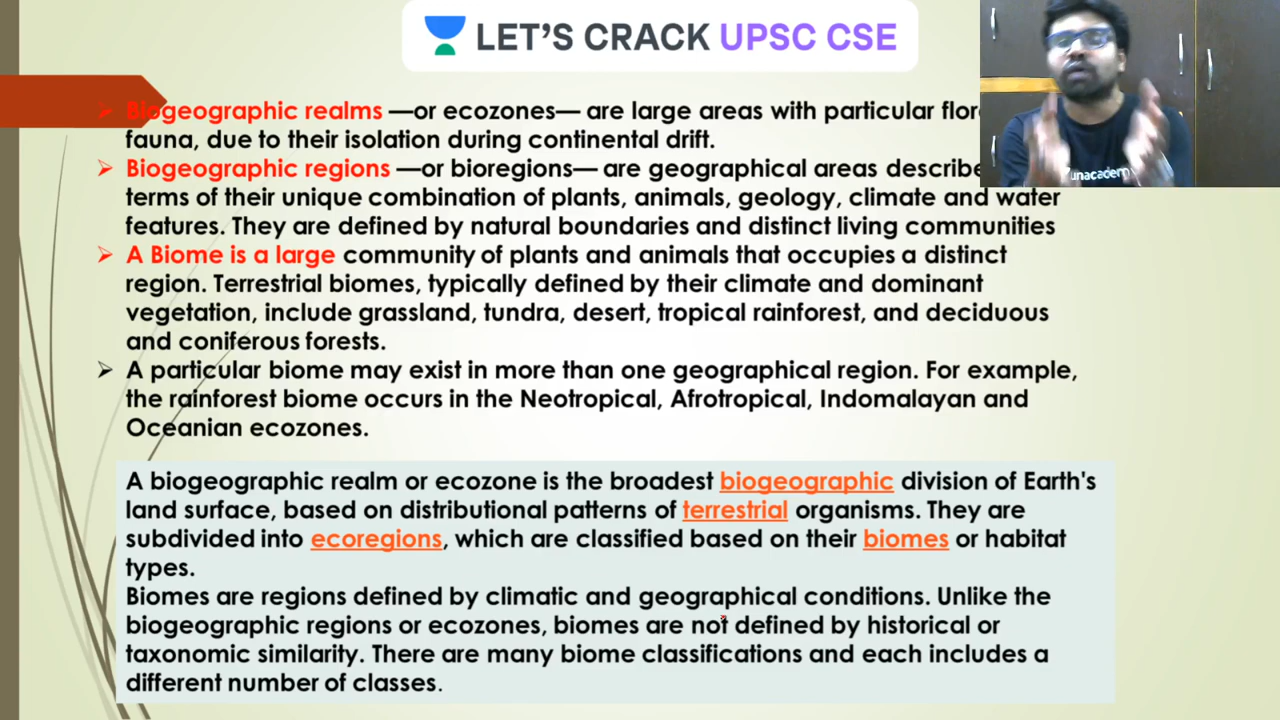 LET'S CRACK UPSC CSE
➢ Biogeographic realms —or ecozones— are large areas with particular
fauna, due to their isolation during continental drift.
➢ Biogeographic regions —or bioregions— are geographical areas
terms of their unique combination of plants, animals, geology, climate and water
features. They are defined by natural boundaries and distinct living communities
➢ A Biome is a large community of plants and animals that occupies a distinct
region. Terrestrial biomes, typically defined by their climate and dominant
vegetation, include grassland, tundra, desert, tropical rainforest, and deciduous
and coniferous forests.
➢ A particular biome may exist in more than one geographical region. For example,
the rainforest biome occurs in the Neotropical, Afrotropical, Indomalayan and
Oceanian ecozones.
unacademy
A biogeographic realm or ecozone is the broadest biogeographic division of Earth's
land surface, based on distributional patterns of terrestrial organisms. They are
subdivided into ecoregions, which are classified based on their biomes or habitat
types.
Biomes are regions defined by climatic and geographical conditions. Unlike the
biogeographic regions or ecozones, biomes are not defined by historical or
taxonomic similarity. There are many biome classifications and each includes a
different number of classes.